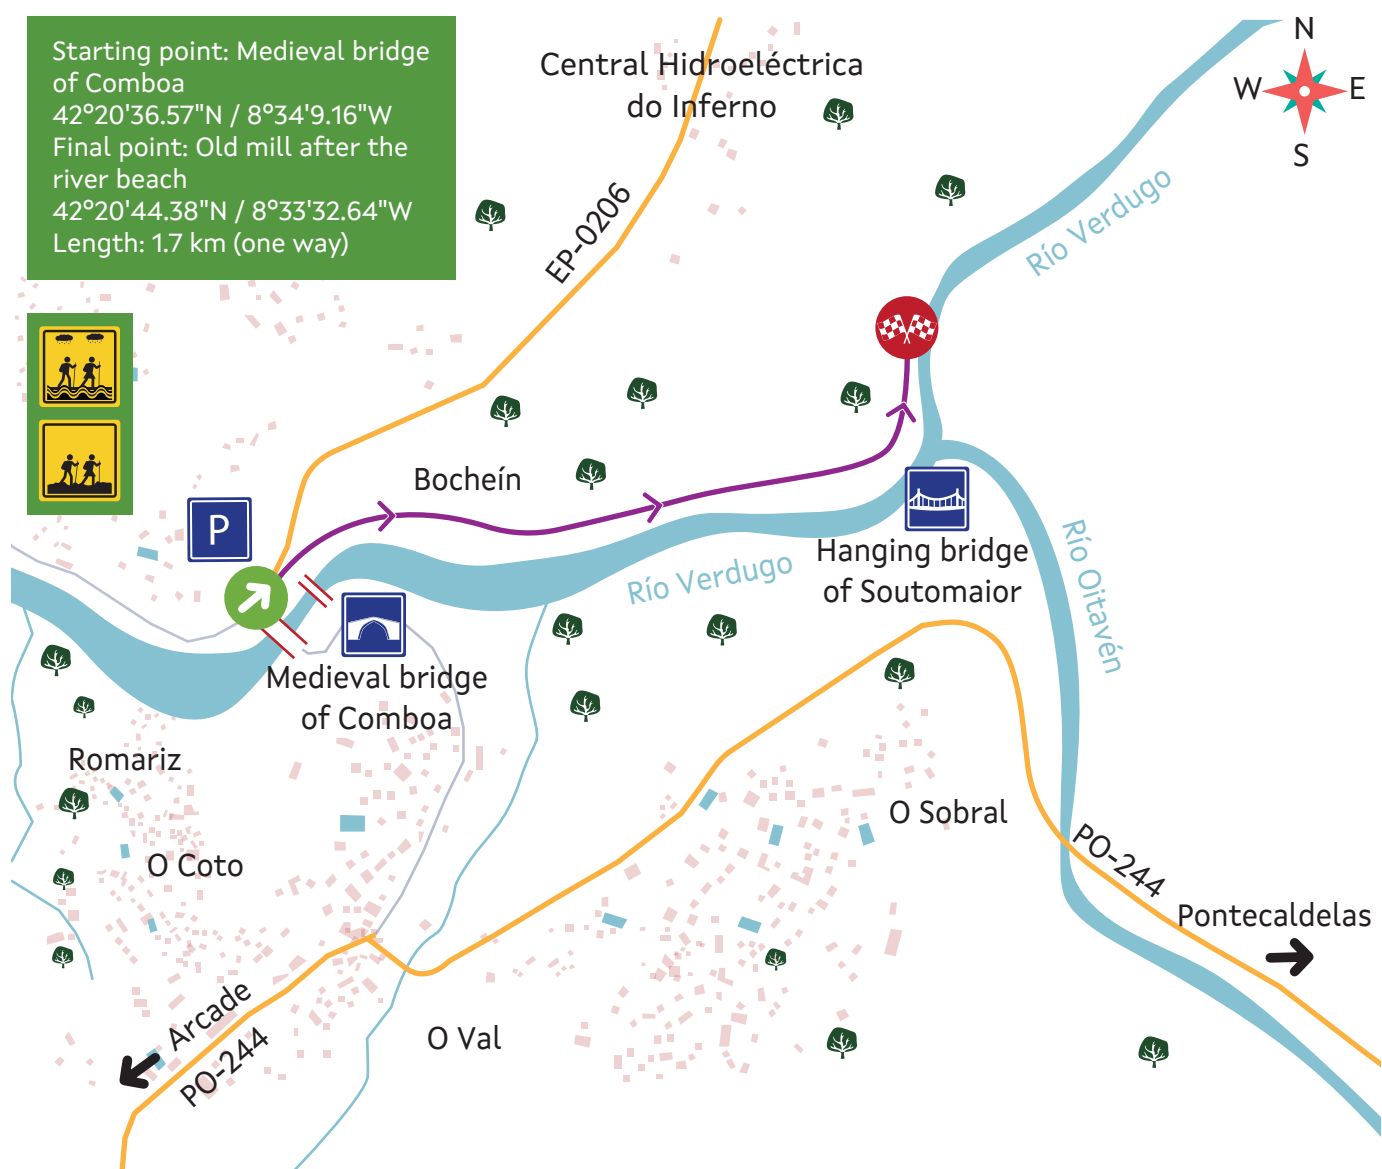 Starting point: Medieval bridge
of Comboa
42°20'36.57"N / 8°34'9.16"W
Final point: Old mill after the
river beach
42°20'44.38"N / 8°33'32.64"W
Length: 1.7 km (one way)
Central Hidroeléctrica
do Inferno
N
W
E
S
Río Verdugo
EP-0206
Bocheín
P
Hanging bridge
of Soutomaior
Río Verdugo
Río Oitavén
Medieval bridge
of Comboa
Romariz
O Coto
O Sobral
PO-244
Pontecaldelas
Arcade
PO-244
O Val